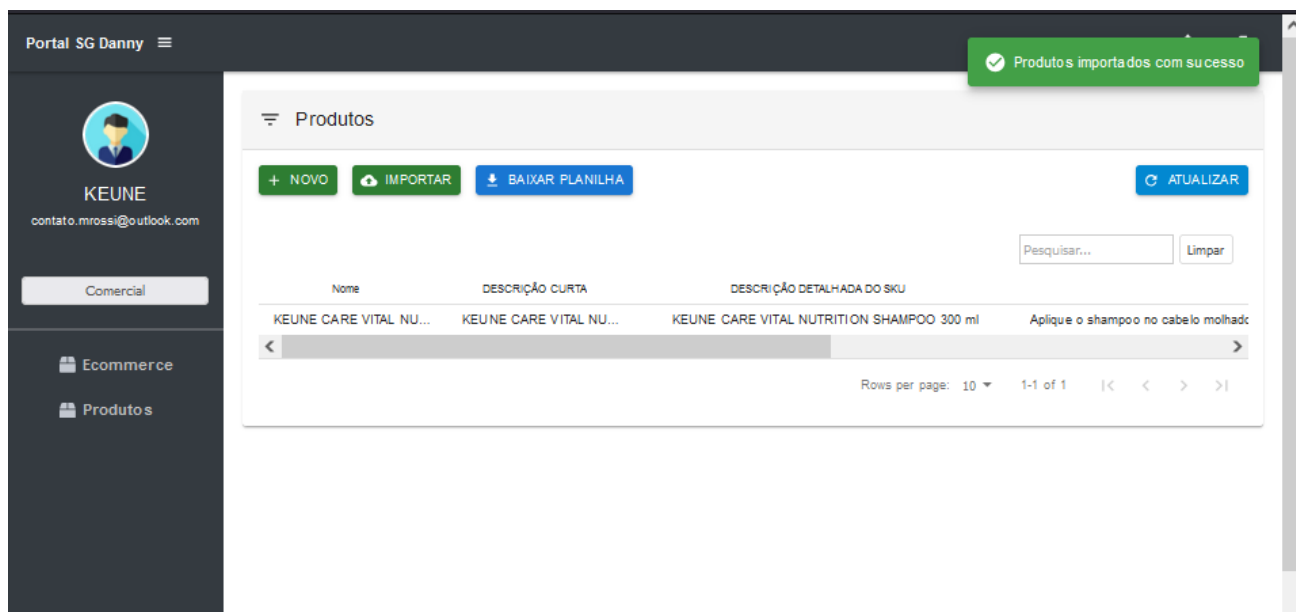 Portal SG Danny
Produtos importados com sucesso
KEUNE
contato.mrossi@outlook.com
Comercial
Ecommerce
Produtos
Produtos
+ NOVO IMPORTAR BAIXAR PLANILHA ATUALIZAR
Pesquisar... Limpar
Nome DESCRIÇÃO CURTA DESCRIÇÃO DETALHADA DO SKU
KEUNE CARE VITAL NU... KEUNE CARE VITAL NU... KEUNE CARE VITAL NUTRITION SHAMPOO 300 ml Aplique o shampoo no cabelo molhado
Rows per page: 10 1-1 of 1